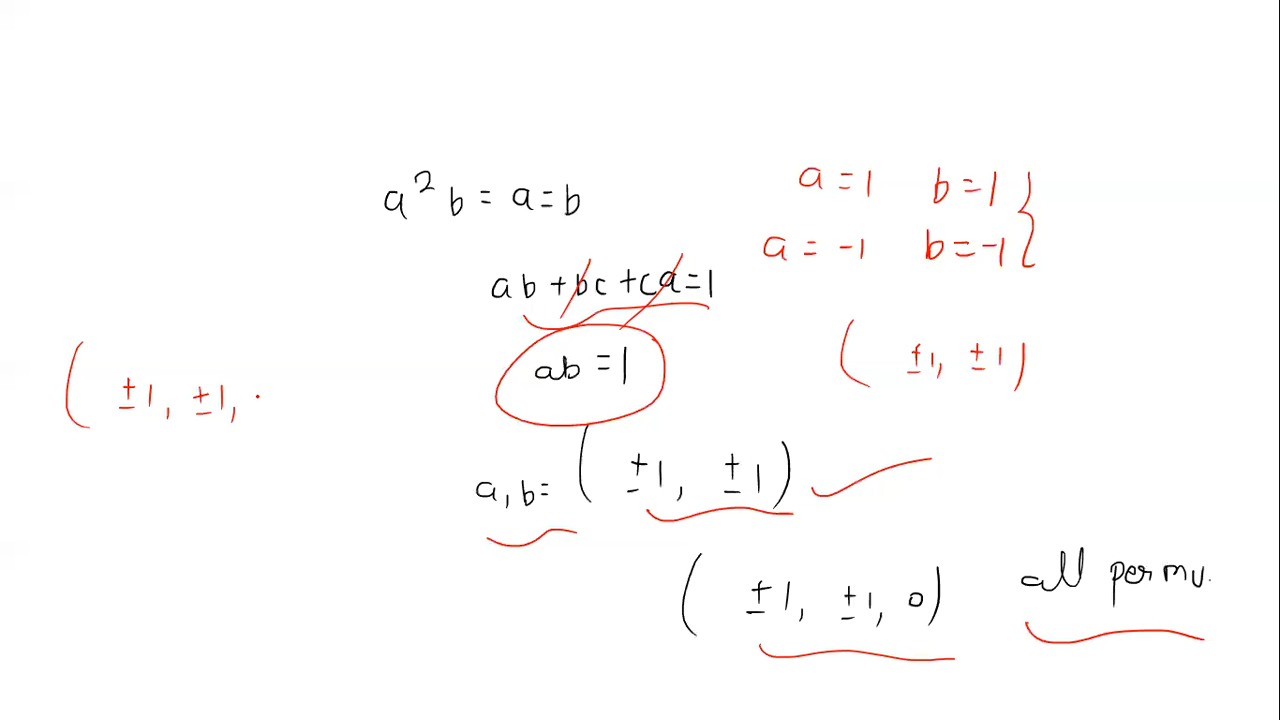 a² b = a = b
a = 1 b = 1 }
a = -1 b = -1
ab + bc + ca = 1
ab = 1
( ±1, ±1)
( ±1, ±1, ·
a, b = ( ±1, ±1 )
( ±1, ±1, 0) all permu.